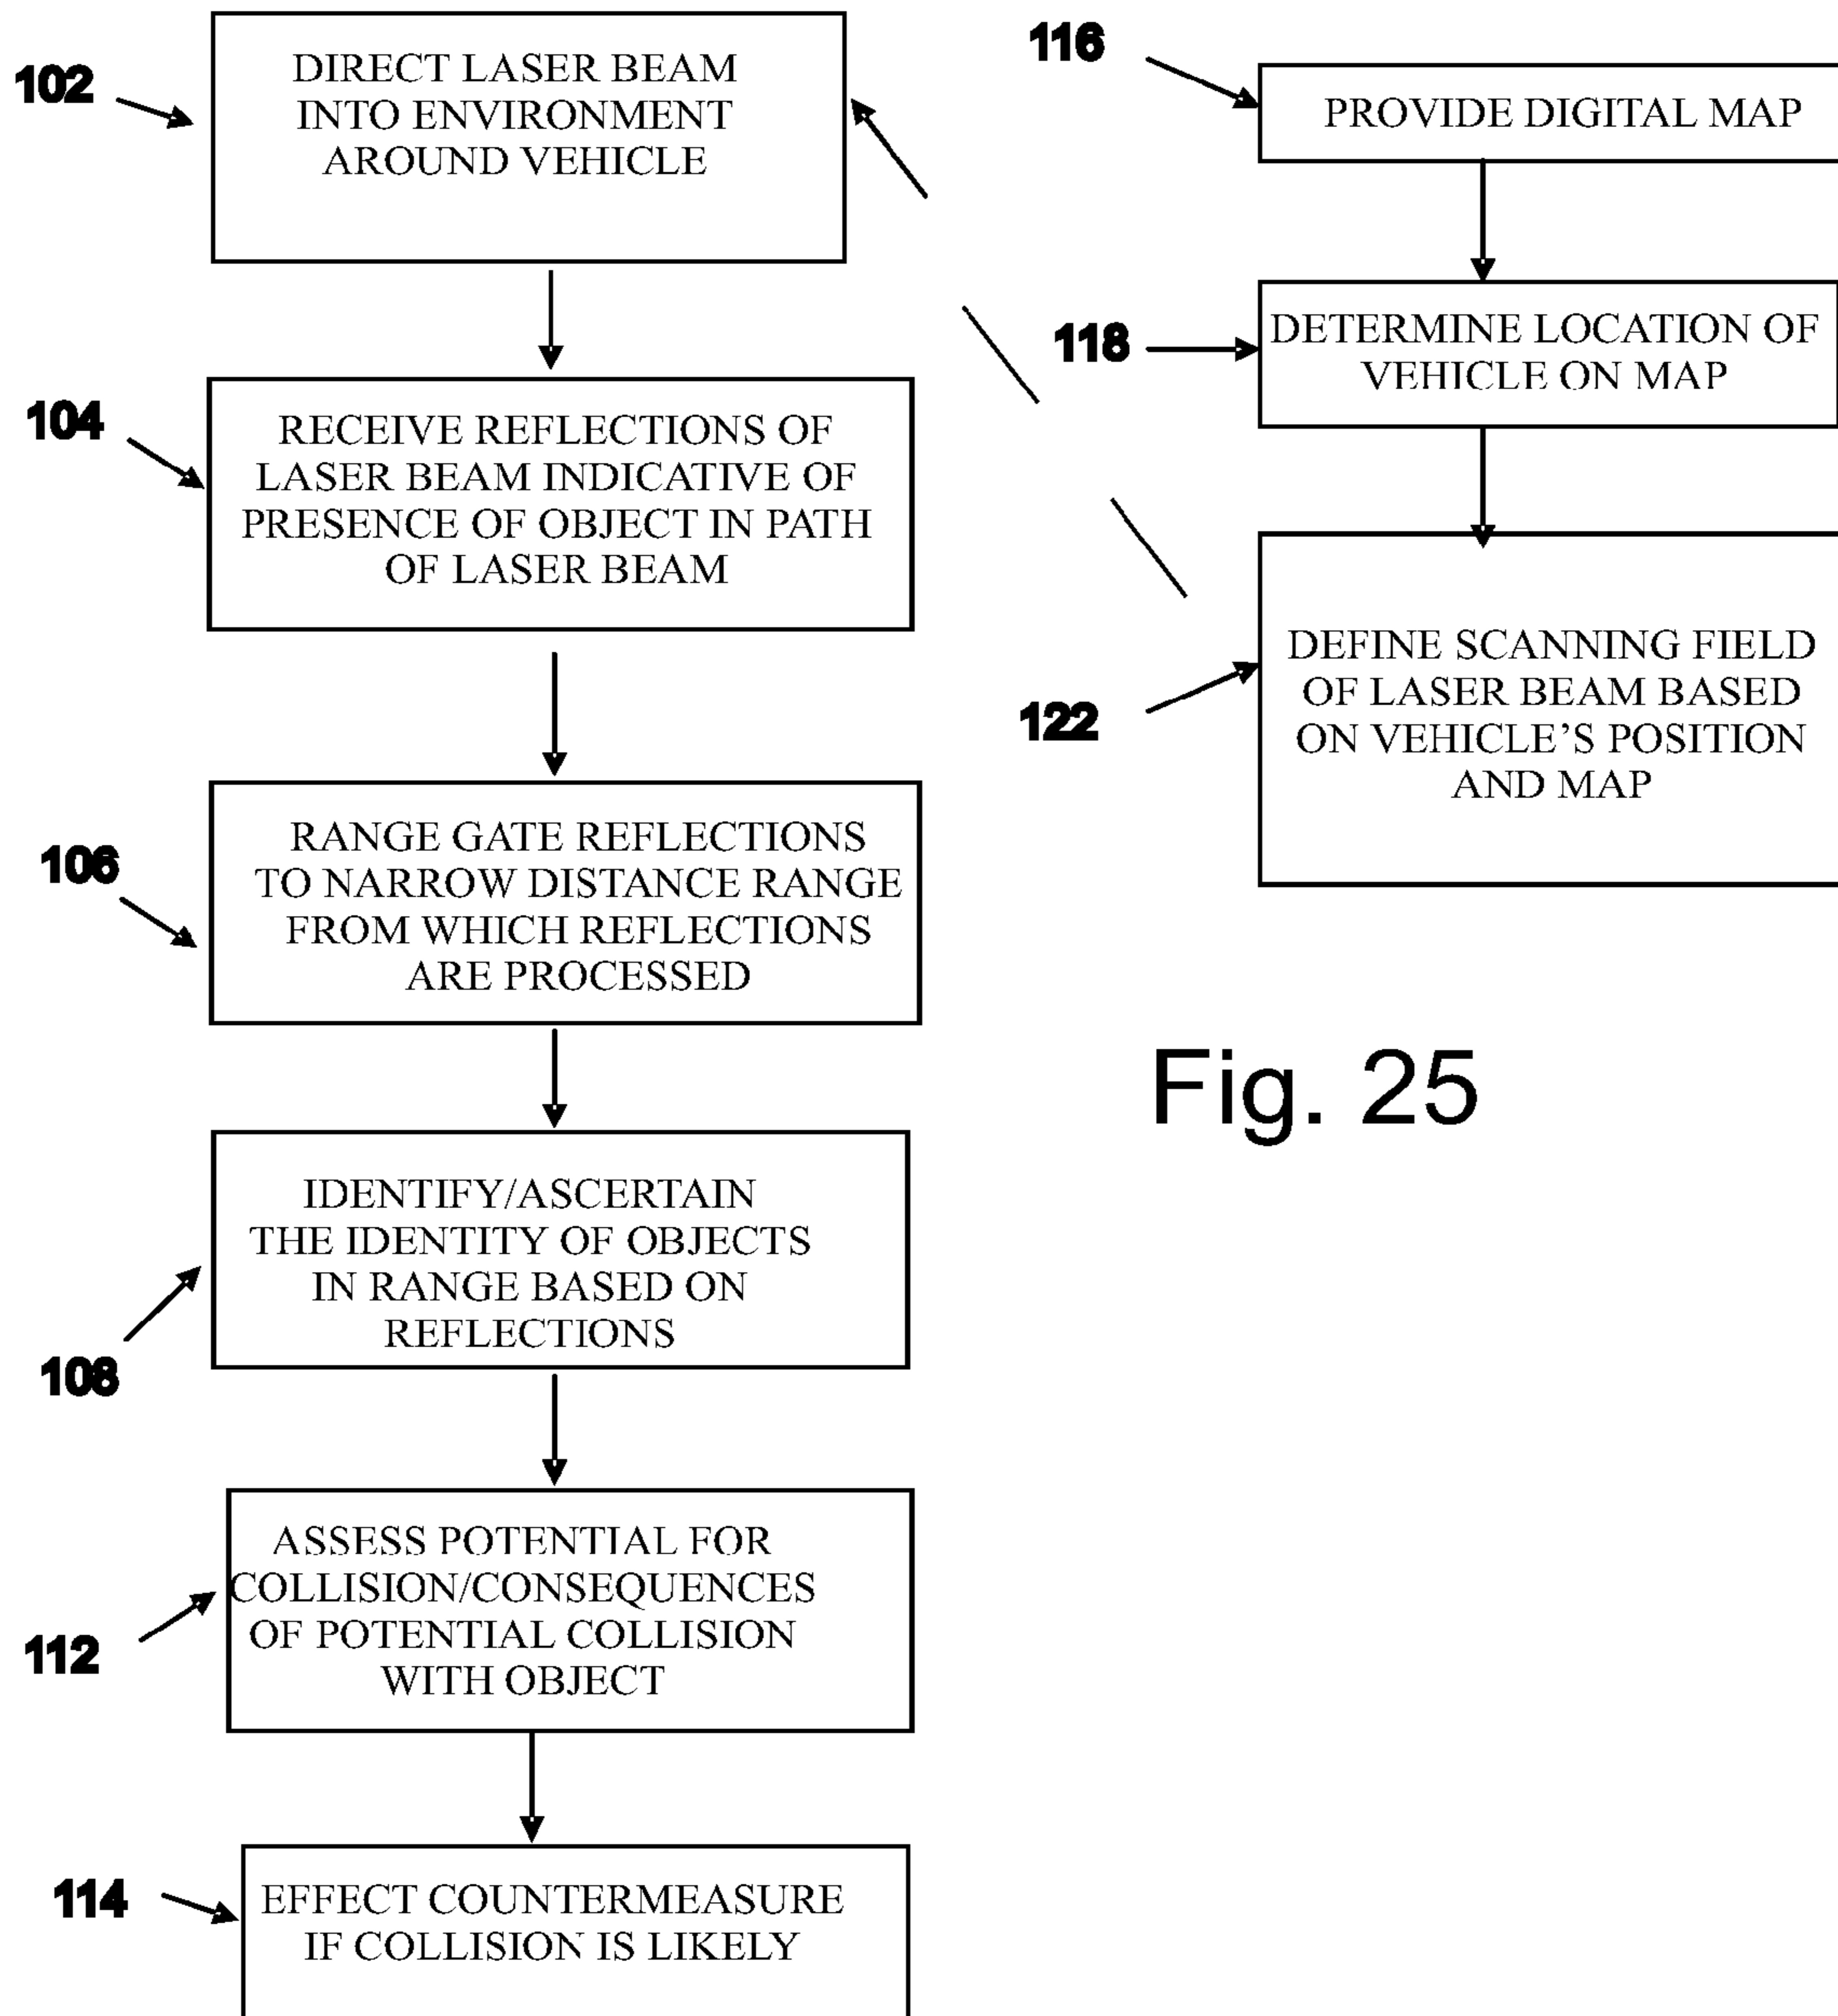 102
DIRECT LASER BEAM
INTO ENVIRONMENT
AROUND VEHICLE
104
RECEIVE REFLECTIONS OF
LASER BEAM INDICATIVE OF
PRESENCE OF OBJECT IN PATH
OF LASER BEAM
106
RANGE GATE REFLECTIONS
TO NARROW DISTANCE RANGE
FROM WHICH REFLECTIONS
ARE PROCESSED
108
IDENTIFY/ASCERTAIN
THE IDENTITY OF OBJECTS
IN RANGE BASED ON
REFLECTIONS
112
ASSESS POTENTIAL FOR
COLLISION/CONSEQUENCES
OF POTENTIAL COLLISION
WITH OBJECT
114
EFFECT COUNTERMEASURE
IF COLLISION IS LIKELY
116
PROVIDE DIGITAL MAP
118
DETERMINE LOCATION OF
VEHICLE ON MAP
122
DEFINE SCANNING FIELD
OF LASER BEAM BASED
ON VEHICLE’S POSITION
AND MAP
Fig. 25